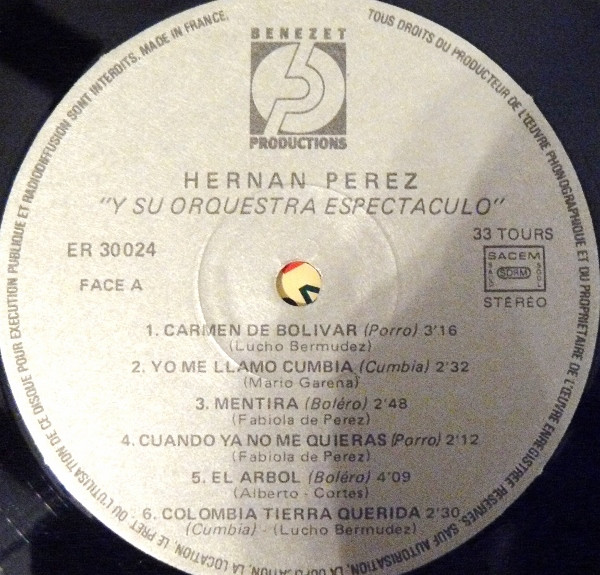 BENEZET
PRODUCTIONS
HERNAN PEREZ
"Y SU ORQUESTRA ESPECTACULO"
ER 30024
33 TOURS
FACE A
SACEM
SDRM
STÉRÉO
1. CARMEN DE BOLIVAR (Porro) 3'16
(Lucho Bermudez)
2. YO ME LLAMO CUMBIA (Cumbia) 2'32
(Mario Garena)
3. MENTIRA (Boléro) 2'48
(Fabiola de Perez)
4. CUANDO YA NO ME QUIERAS (Porro) 2'12
(Fabiola de Perez)
5. EL ARBOL (Boléro) 4'09
(Alberto - Cortes)
6. COLOMBIA TIERRA QUERIDA 2'30
(Cumbia) - (Lucho Bermudez)
TOUS DROITS DU PRODUCTEUR DE L'ŒUVRE PHONOGRAPHIQUE ET DU PROPRIETAIRE DE L'ŒUVRE ENREGISTREE RESERVES. SAUF AUTORISATION, LA LOCATION, LE PRET OU L'UTILISATION DE CE DISQUE POUR EXECUTION PUBLIQUE ET RADIODIFFUSION SONT INTERDITS. MADE IN FRANCE.